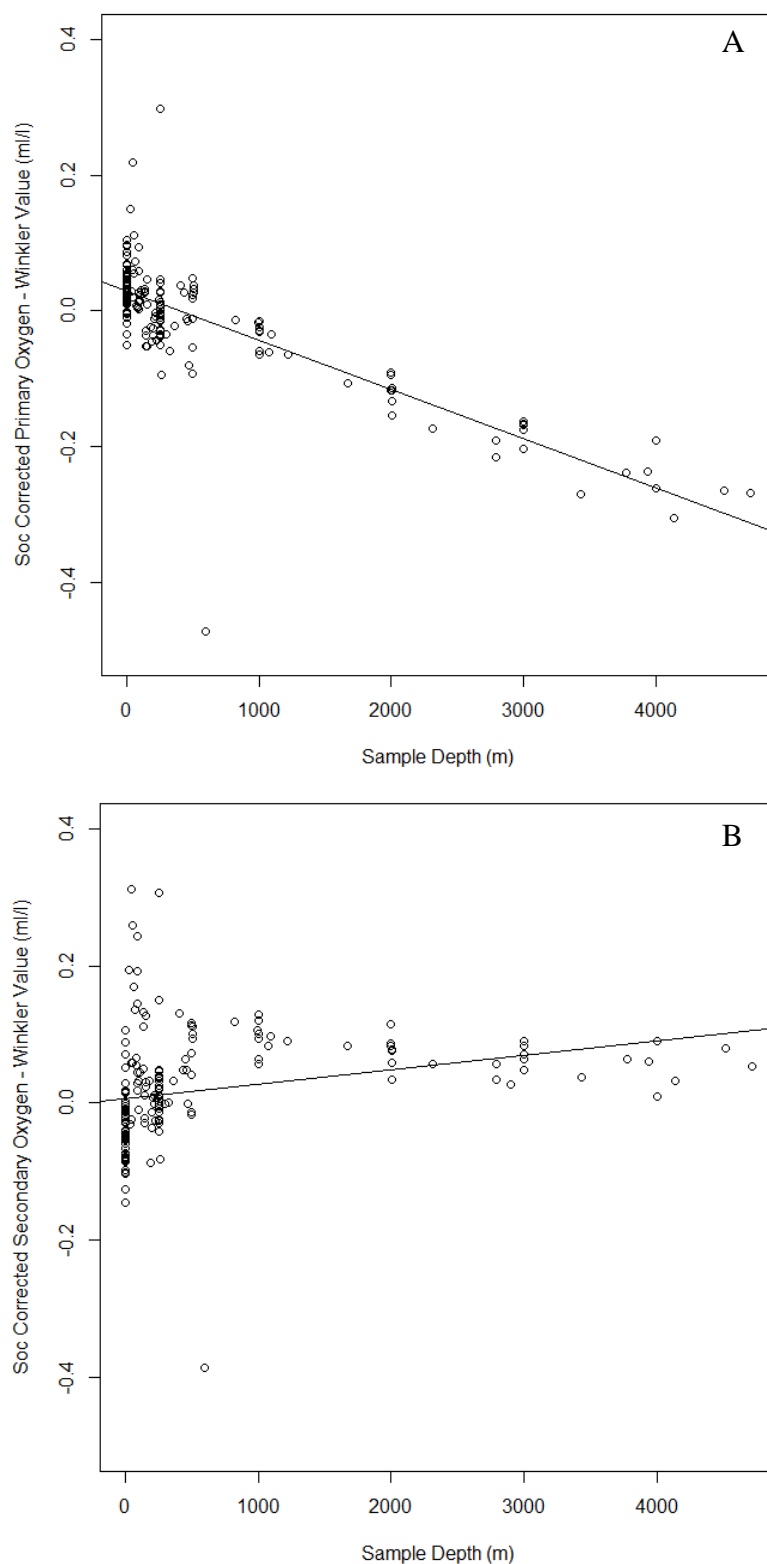 A
0.4
0.2
0.0
-0.2
-0.4
Soc Corrected Primary Oxygen - Winkler Value (ml/l)
0 1000 2000 3000 4000
Sample Depth (m)
B
0.4
0.2
0.0
-0.2
-0.4
Soc Corrected Secondary Oxygen - Winkler Value (ml/l)
0 1000 2000 3000 4000
Sample Depth (m)